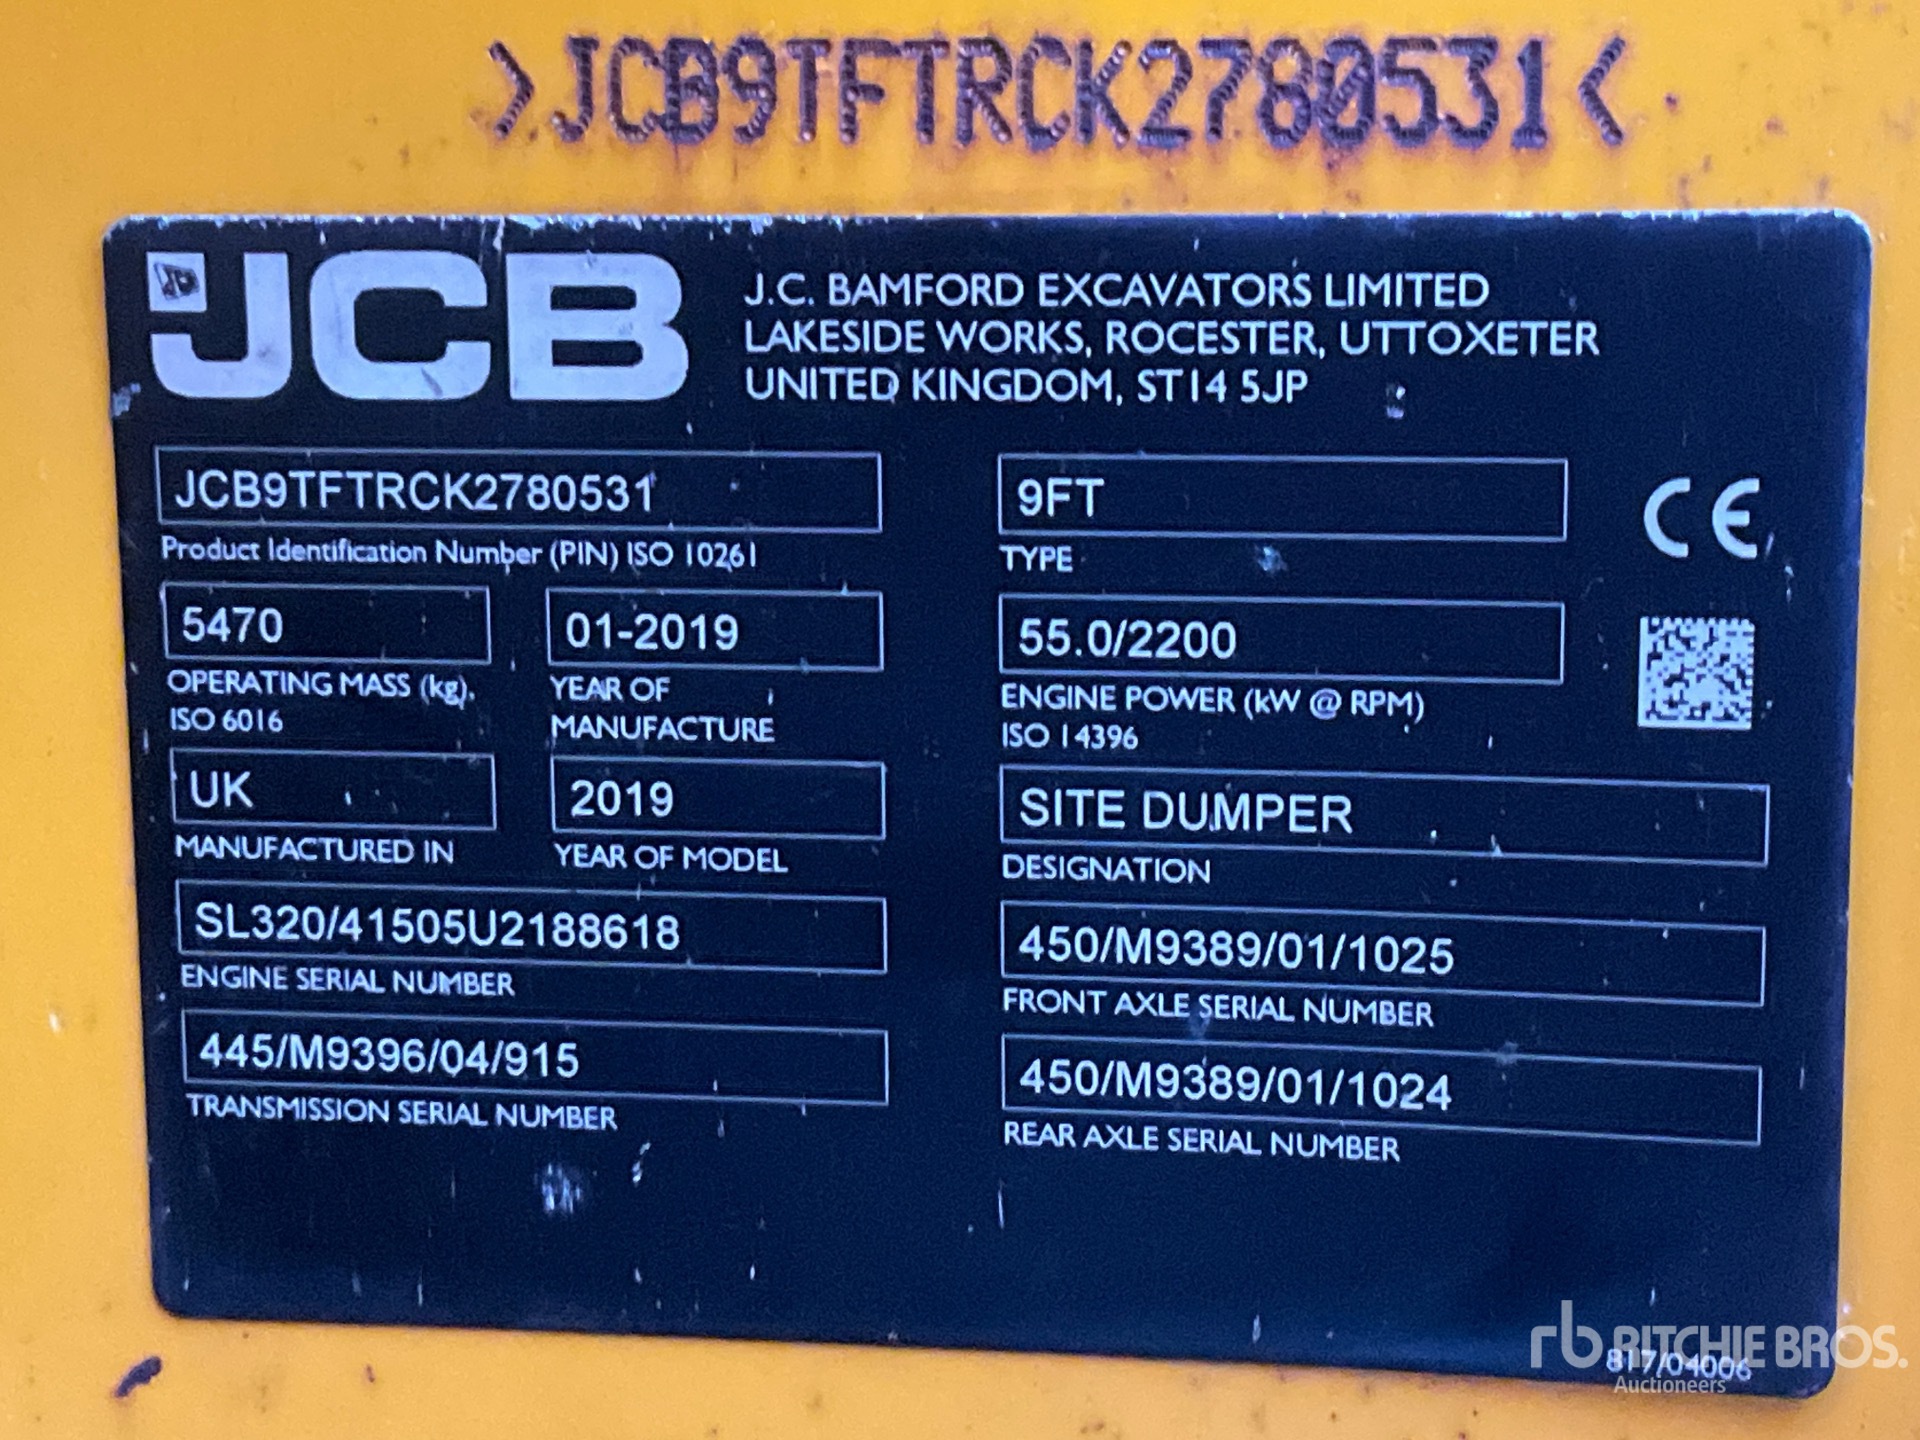 >JCB9TFTRCK2780531<
JCB
J.C. BAMFORD EXCAVATORS LIMITED
LAKESIDE WORKS, ROCESTER, UTTOXETER
UNITED KINGDOM, ST14 5JP
JCB9TFTRCK2780531
Product Identification Number (PIN) ISO 10261
9FT
TYPE
CE
5470
OPERATING MASS (kg),
ISO 6016
01-2019
YEAR OF
MANUFACTURE
55.0/2200
ENGINE POWER (kW @ RPM)
ISO 14396
UK
MANUFACTURED IN
2019
YEAR OF MODEL
SITE DUMPER
DESIGNATION
SL320/41505U2188618
ENGINE SERIAL NUMBER
450/M9389/01/1025
FRONT AXLE SERIAL NUMBER
445/M9396/04/915
TRANSMISSION SERIAL NUMBER
450/M9389/01/1024
REAR AXLE SERIAL NUMBER
817/04006
rb RITCHIE BROS.
Auctioneers